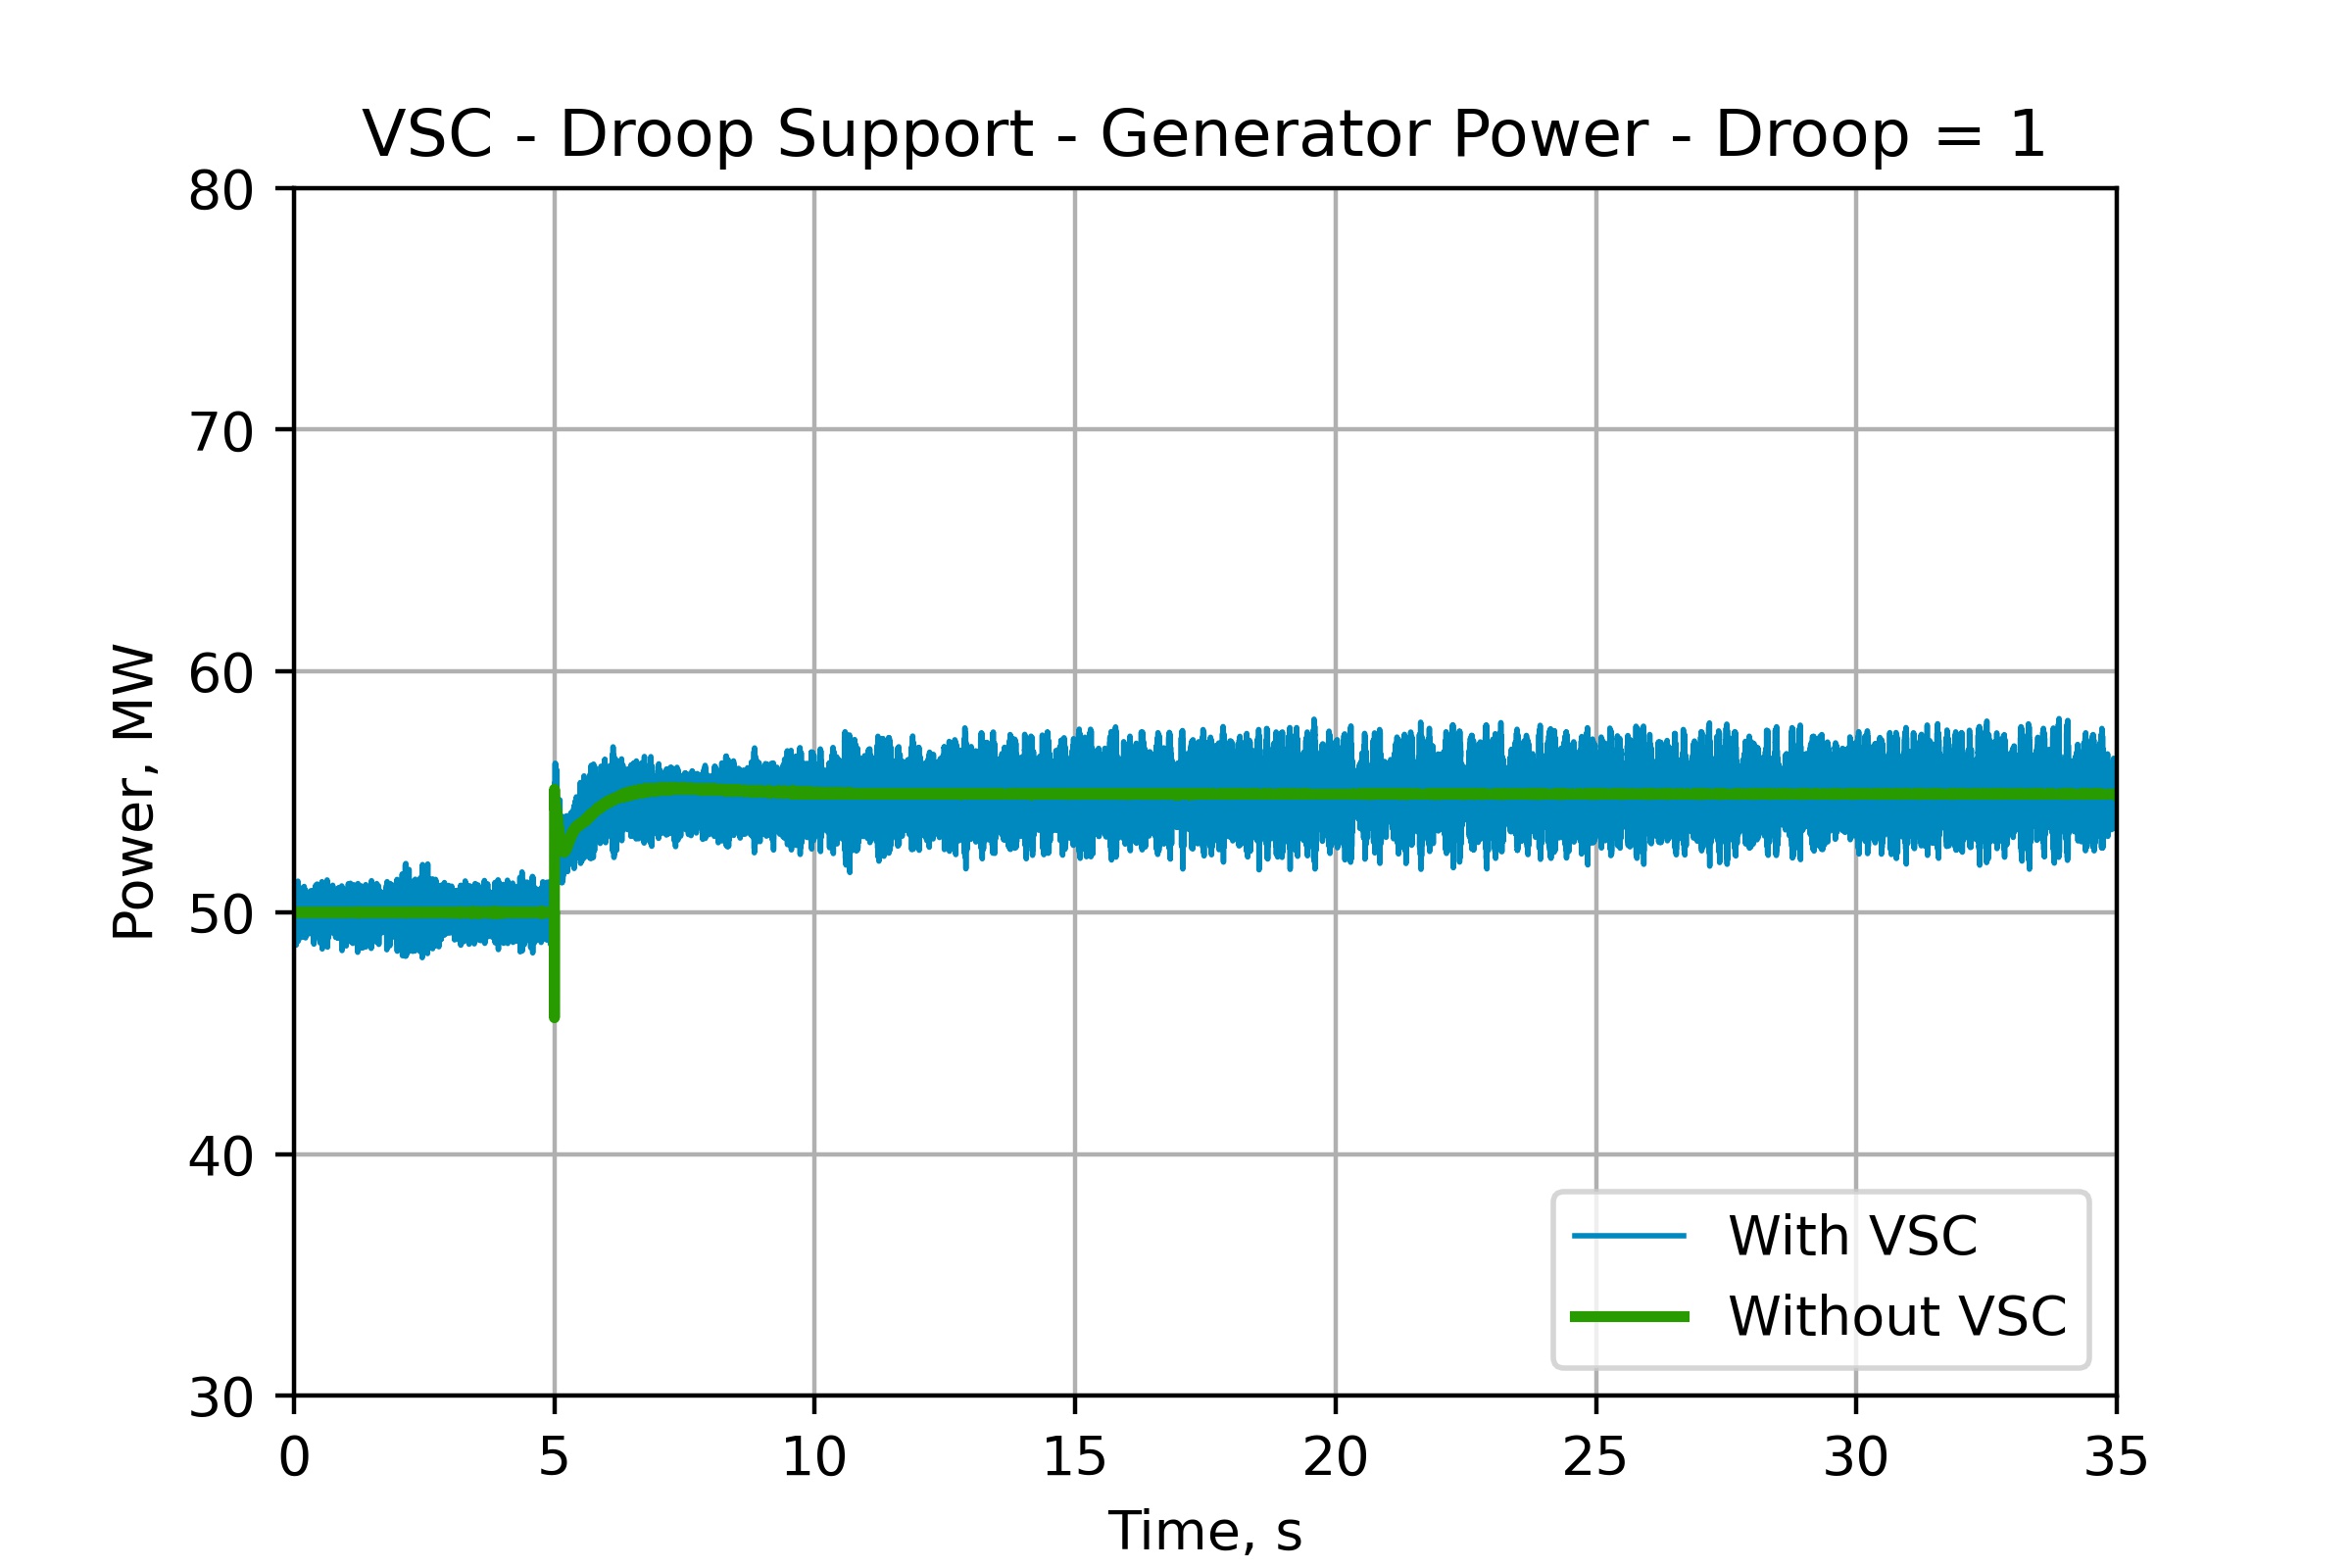 VSC - Droop Support - Generator Power - Droop = 1
80
70
60
50
40
30
Power, MW
With VSC
Without VSC
0 5 10 15 20 25 30 35
Time, s